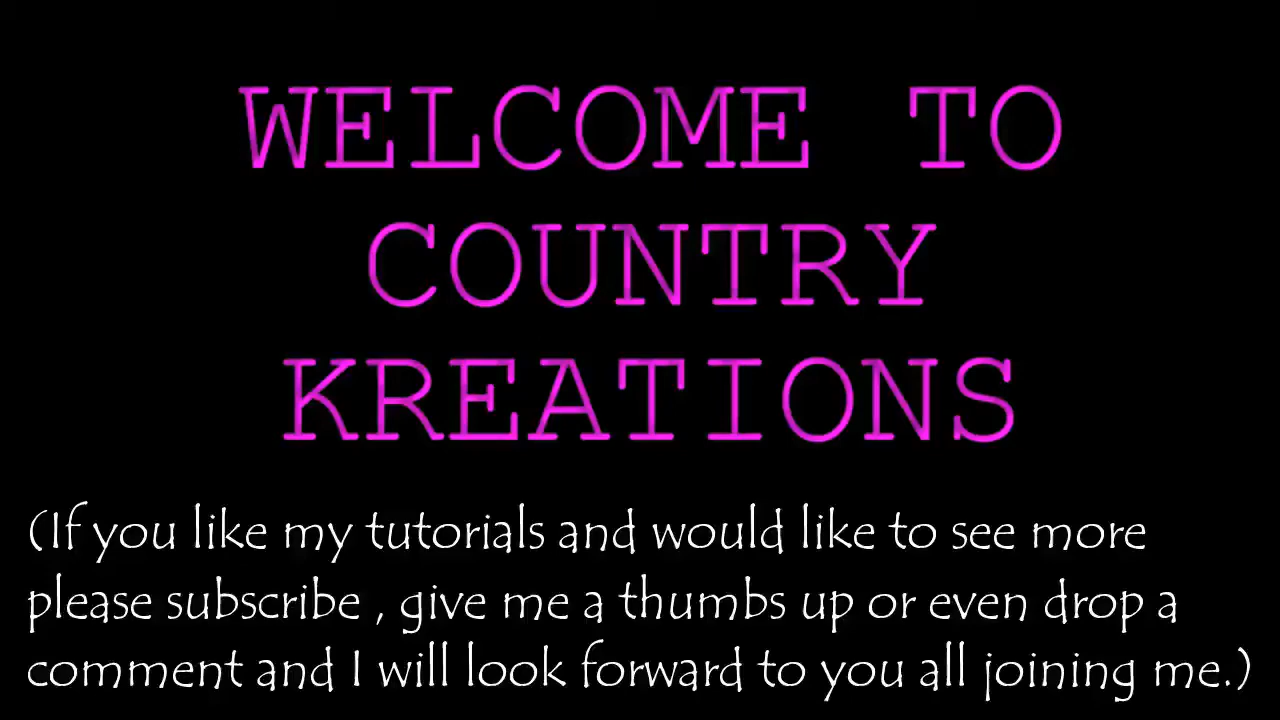 WELCOME TO
COUNTRY
KREATIONS
(If you like my tutorials and would like to see more
please subscribe , give me a thumbs up or even drop a
comment and I will look forward to you all joining me.)